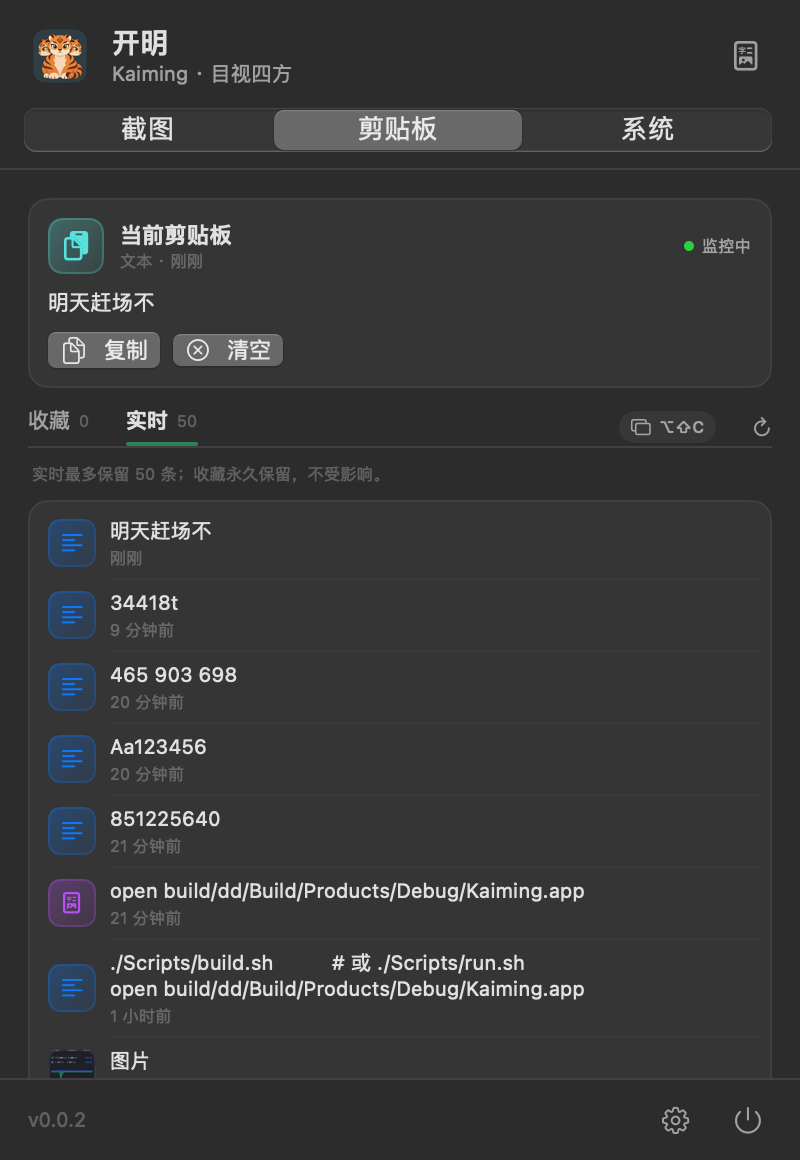 开明
Kaiming · 目视四方
截图
剪贴板
系统
当前剪贴板
文本 · 刚刚
监控中
明天赶场不
复制
清空
收藏 0
实时 50
⌥⇧C
实时最多保留 50 条；收藏永久保留，不受影响。
明天赶场不
刚刚
34418t
9 分钟前
465 903 698
20 分钟前
Aa123456
20 分钟前
851225640
21 分钟前
open build/dd/Build/Products/Debug/Kaiming.app
21 分钟前
./Scripts/build.sh          # 或 ./Scripts/run.sh
open build/dd/Build/Products/Debug/Kaiming.app
1 小时前
图片
v0.0.2